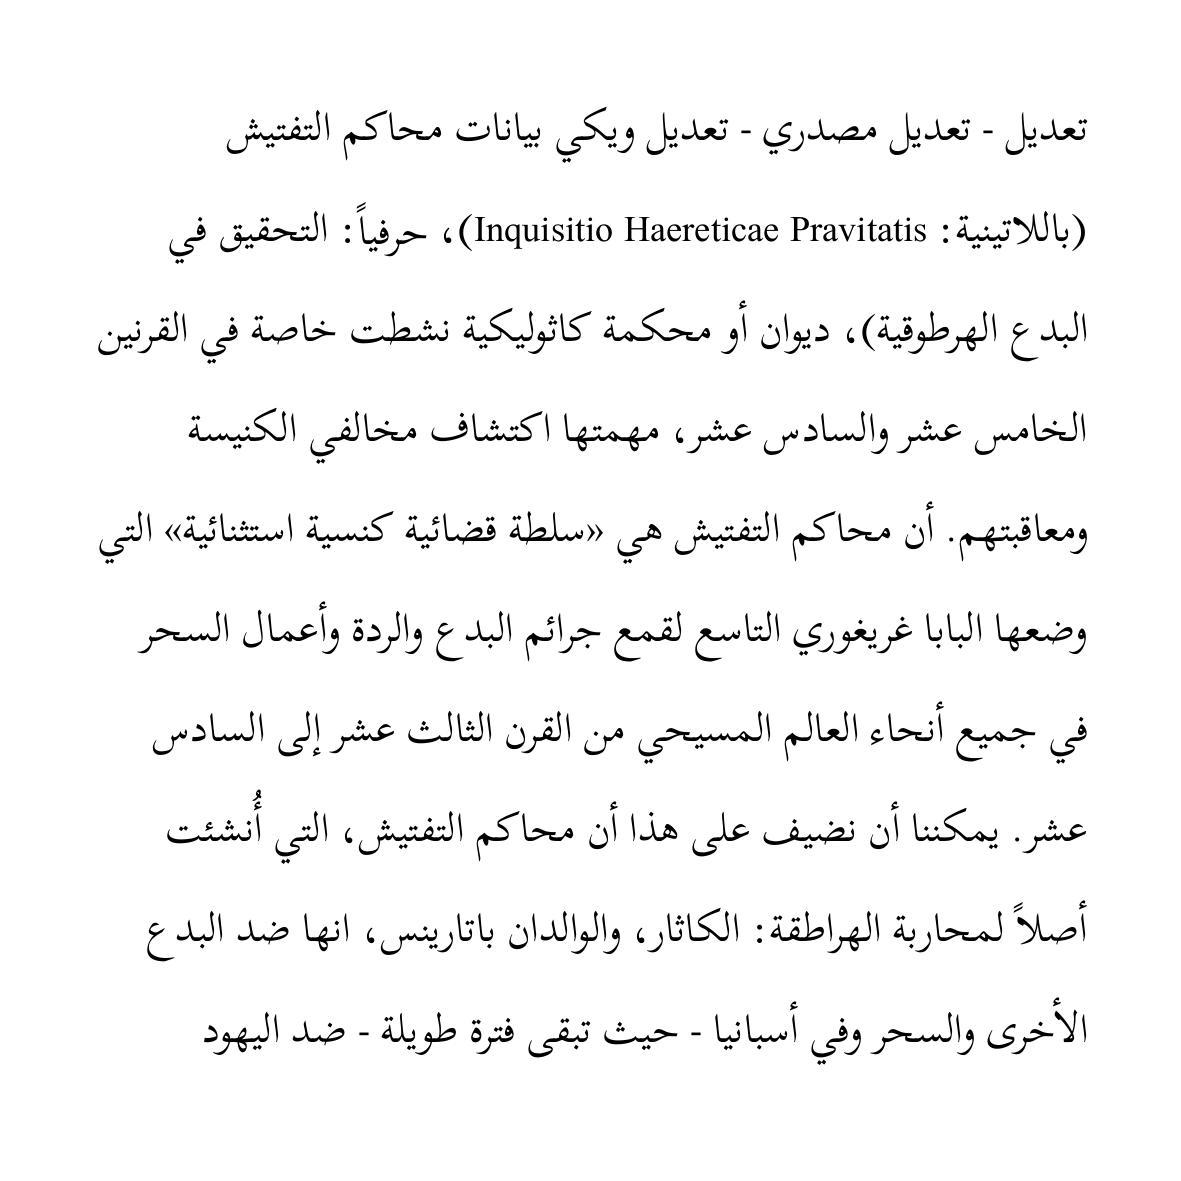 تعديل - تعديل مصدري - تعديل ويكي بيانات محاكم التفتيش
(باللاتينية: Inquisitio Haereticae Pravitatis)، حرفياً: التحقيق في
البدع الهرطوقية)، ديوان أو محكمة كاثوليكية نشطت خاصة في القرنين
الخامس عشر والسادس عشر، مهمتها اكتشاف مخالفي الكنيسة
ومعاقبتهم. أن محاكم التفتيش هي «سلطة قضائية كنسية استثنائية» التي
وضعها البابا غريغوري التاسع لقمع جرائم البدع والردة وأعمال السحر
في جميع أنحاء العالم المسيحي من القرن الثالث عشر إلى السادس
عشر. يمكننا أن نضيف على هذا أن محاكم التفتيش، التي أُنشئت
أصلاً لمحاربة الهراطقة: الكاثار، والوالدان باتارينس، انها ضد البدع
الأخرى والسحر وفي أسبانيا - حيث تبقى فترة طويلة - ضد اليهود